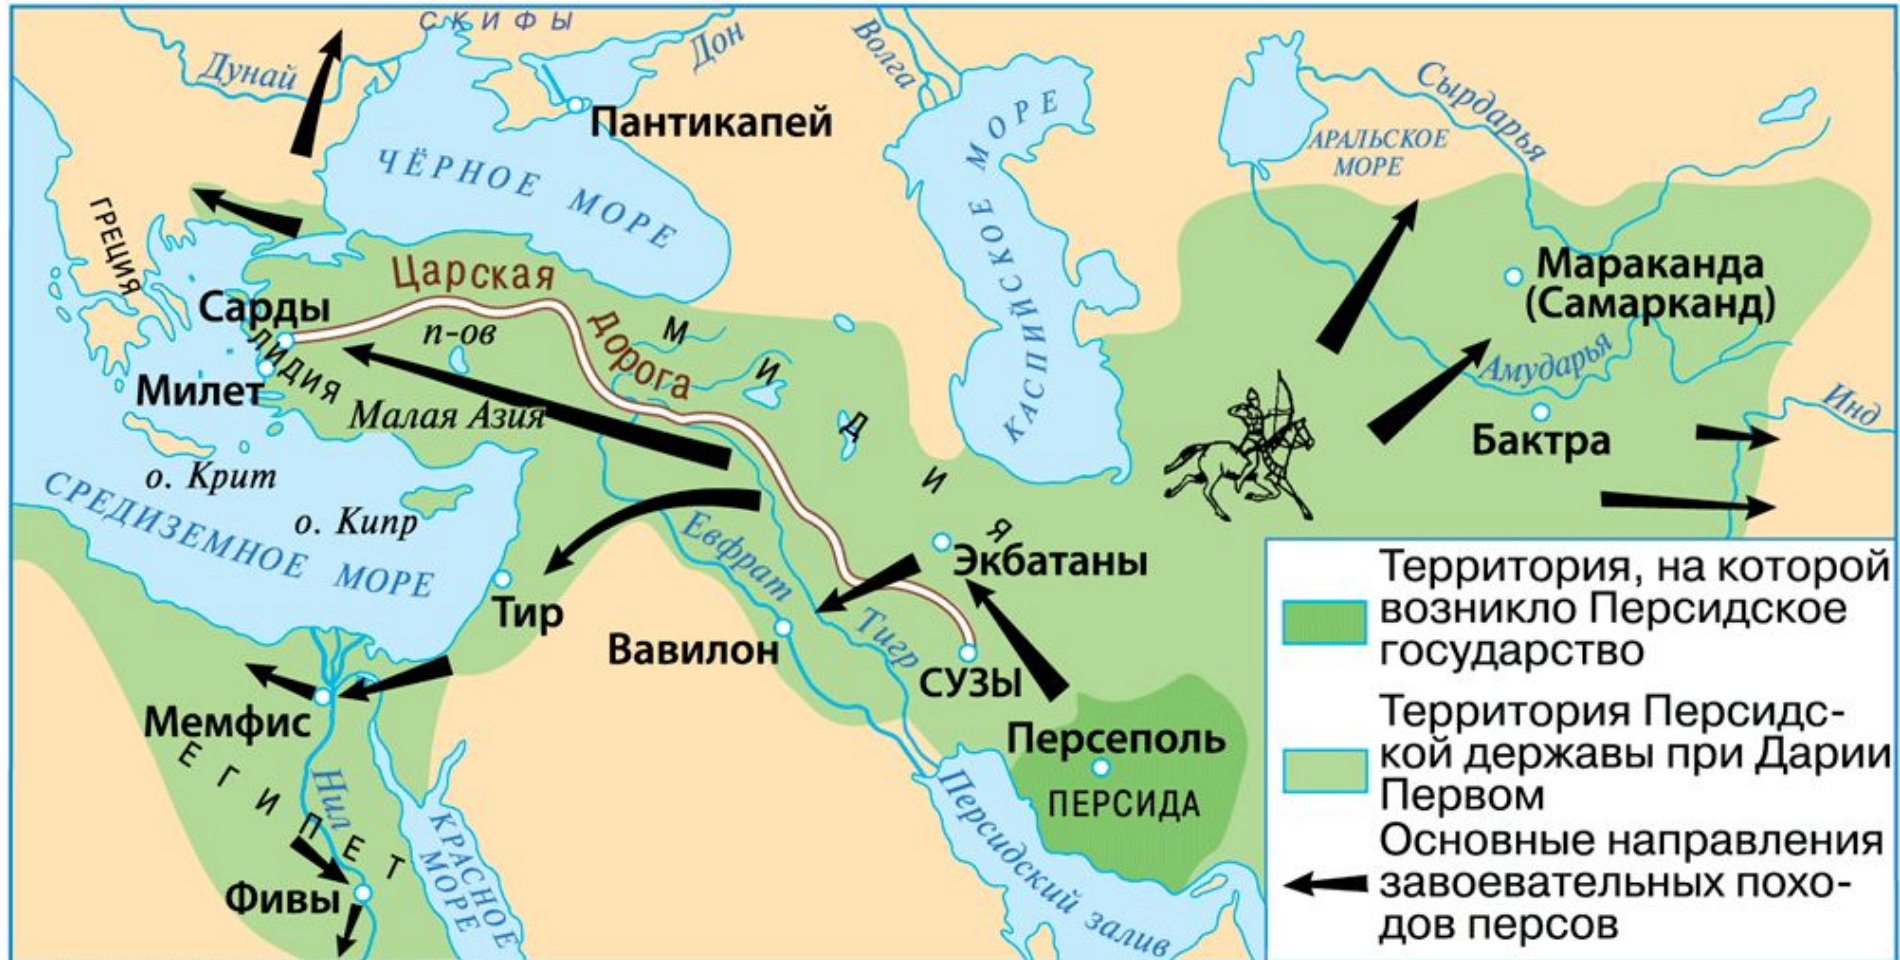 СКИФЫ
Дунай
Дон
Волга
Сырдарья
Пантикапей
ЧЁРНОЕ МОРЕ
КАСПИЙСКОЕ МОРЕ
АРАЛЬСКОЕ
МОРЕ
ГРЕЦИЯ
Царская
дорога
Сарды
ЛИДИЯ
п-ов
Малая Азия
Милет
МИДИЯ
Мараканда
(Самарканд)
Амударья
Бактра
Инд
о. Крит
о. Кипр
СРЕДИЗЕМНОЕ МОРЕ
Тир
Евфрат
Тигр
Вавилон
Экбатаны
СУЗЫ
Мемфис
ЕГИПЕТ
Нил
Фивы
КРАСНОЕ
МОРЕ
Персеполь
ПЕРСИДА
Персидский залив
Территория, на которой
возникло Персидское
государство
Территория Персидс-
кой державы при Дарии
Первом
Основные направления
завоевательных похо-
дов персов